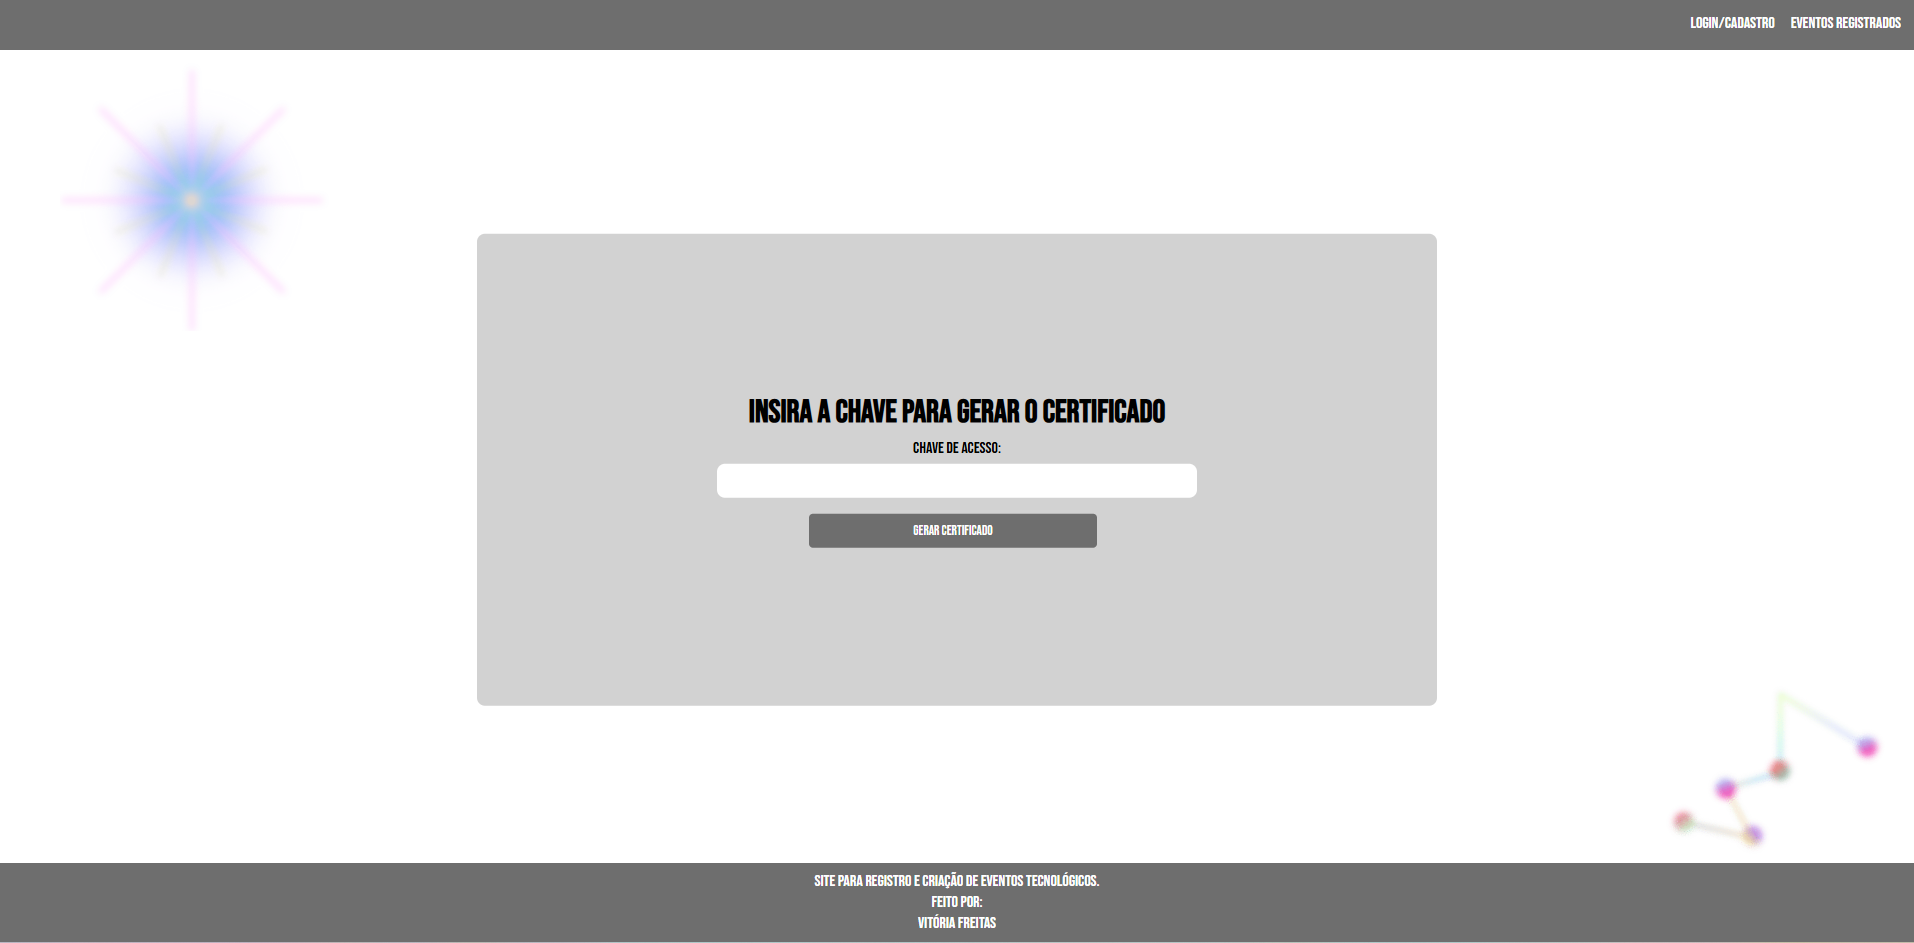 LOGIN/CADASTRO EVENTOS REGISTRADOS
INSIRA A CHAVE PARA GERAR O CERTIFICADO
CHAVE DE ACESSO:
GERAR CERTIFICADO
SITE PARA REGISTRO E CRIAÇÃO DE EVENTOS TECNOLÓGICOS.
FEITO POR:
VITÓRIA FREITAS